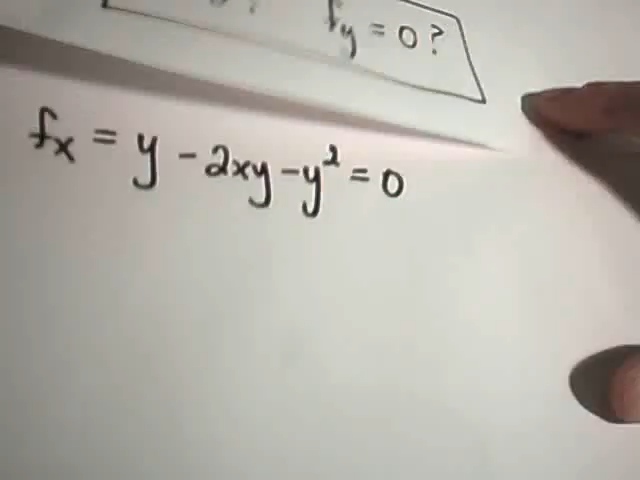 ? fy = 0?
fx = y - 2xy - y² = 0